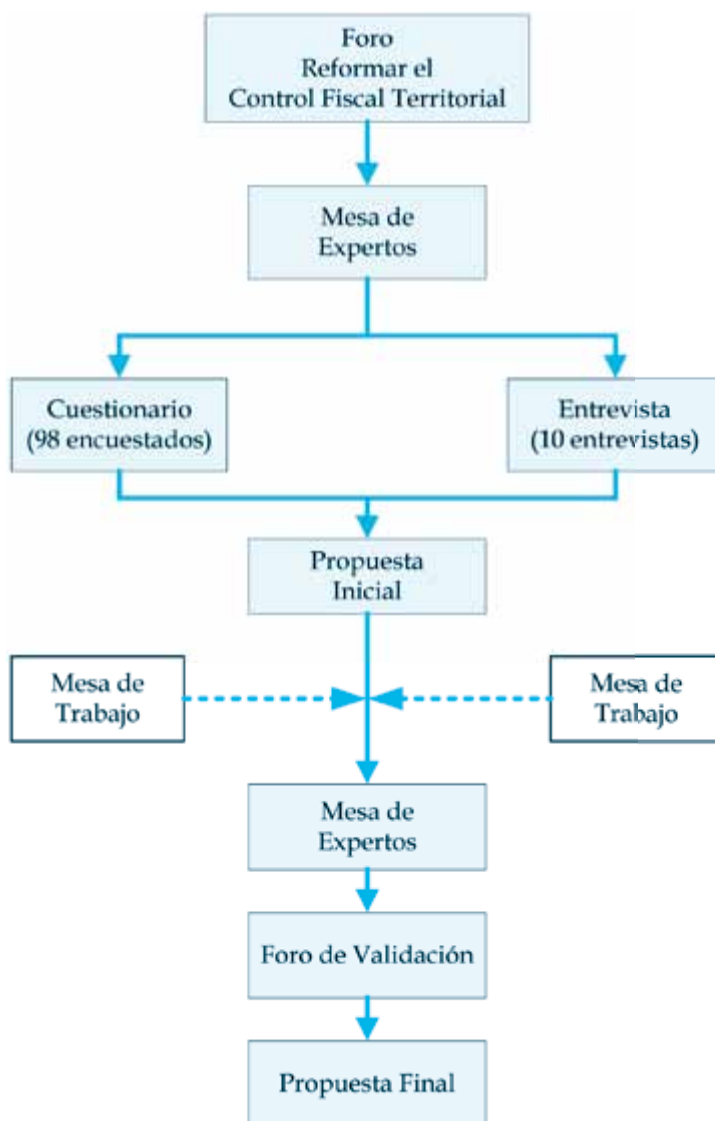 Foro
Reformar el
Control Fiscal Territorial
Mesa de
Expertos
Cuestionario
(98 encuestados)
Entrevista
(10 entrevistas)
Propuesta
Inicial
Mesa de
Trabajo
Mesa de
Trabajo
Mesa de
Expertos
Foro de Validación
Propuesta Final